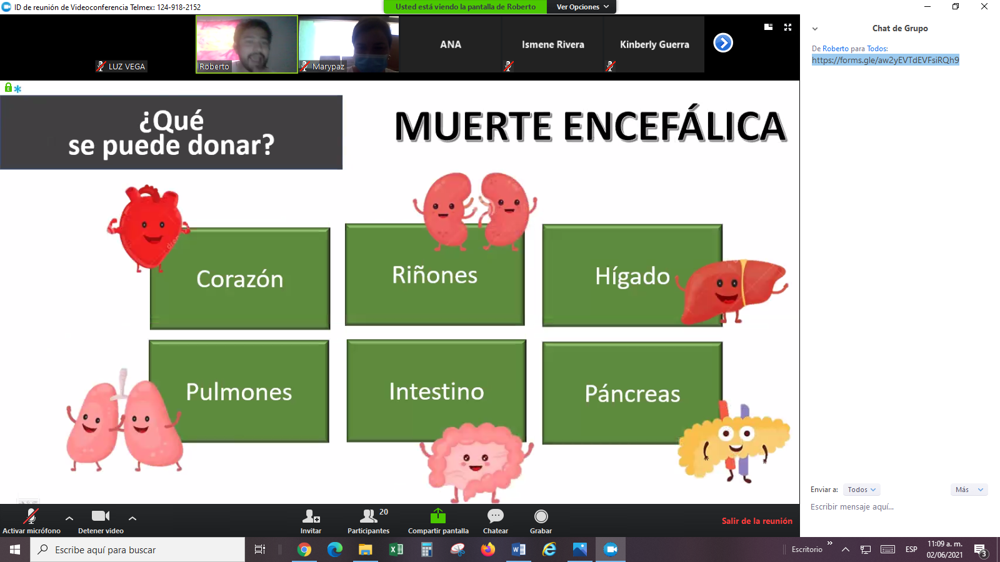 ID de reunión de Videoconferencia Telmex: 124-918-2152
Usted está viendo la pantalla de Roberto
Ver Opciones
LUZ VEGA
Roberto
Marypaz
ANA
Ismene Rivera
Kinberly Guerra
Chat de Grupo
De Roberto para Todos:
https://forms.gle/aw2yEVTdEVFsiRQh9
¿Qué
se puede donar?
MUERTE ENCEFÁLICA
Corazón
Riñones
Hígado
Pulmones
Intestino
Páncreas
Enviar a:
Todos
Más
Escribir mensaje aquí...
Activar micrófono
Detener video
Invitar
20
Participantes
Compartir pantalla
Chatear
Grabar
Salir de la reunión
Escribe aquí para buscar
Escritorio
ESP
11:09 a. m.
02/06/2021
3